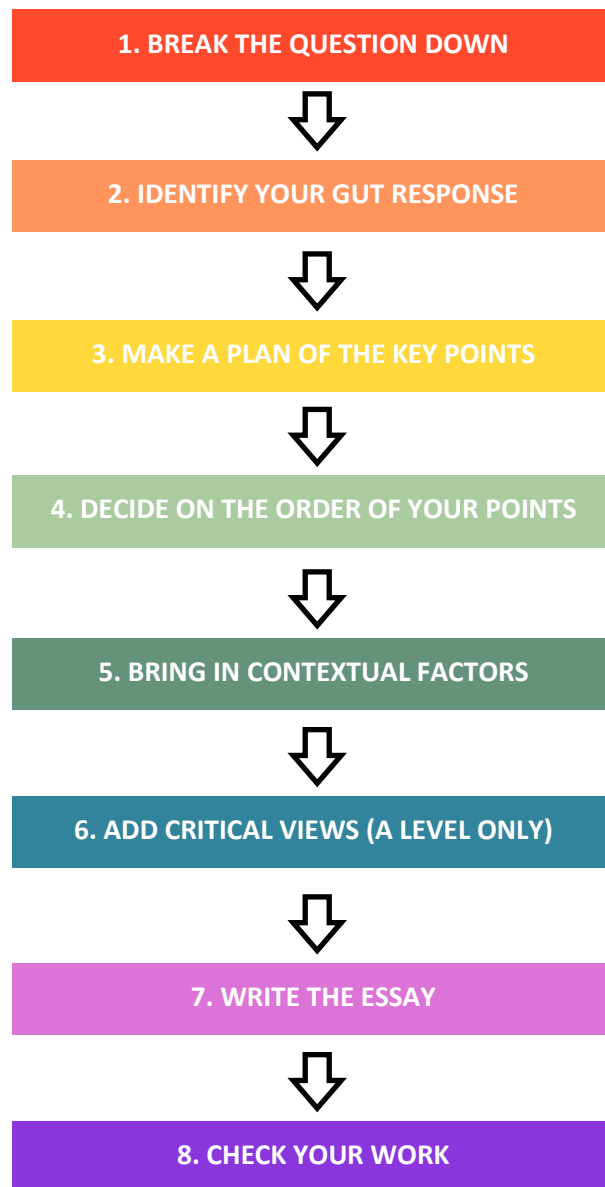 1. BREAK THE QUESTION DOWN
2. IDENTIFY YOUR GUT RESPONSE
3. MAKE A PLAN OF THE KEY POINTS
4. DECIDE ON THE ORDER OF YOUR POINTS
5. BRING IN CONTEXTUAL FACTORS
6. ADD CRITICAL VIEWS (A LEVEL ONLY)
7. WRITE THE ESSAY
8. CHECK YOUR WORK